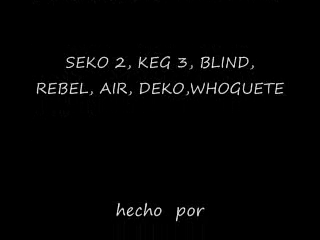 SEKO 2, KEG 3, BLIND,
REBEL, AIR, DEKO,WHOGUETE
hecho por